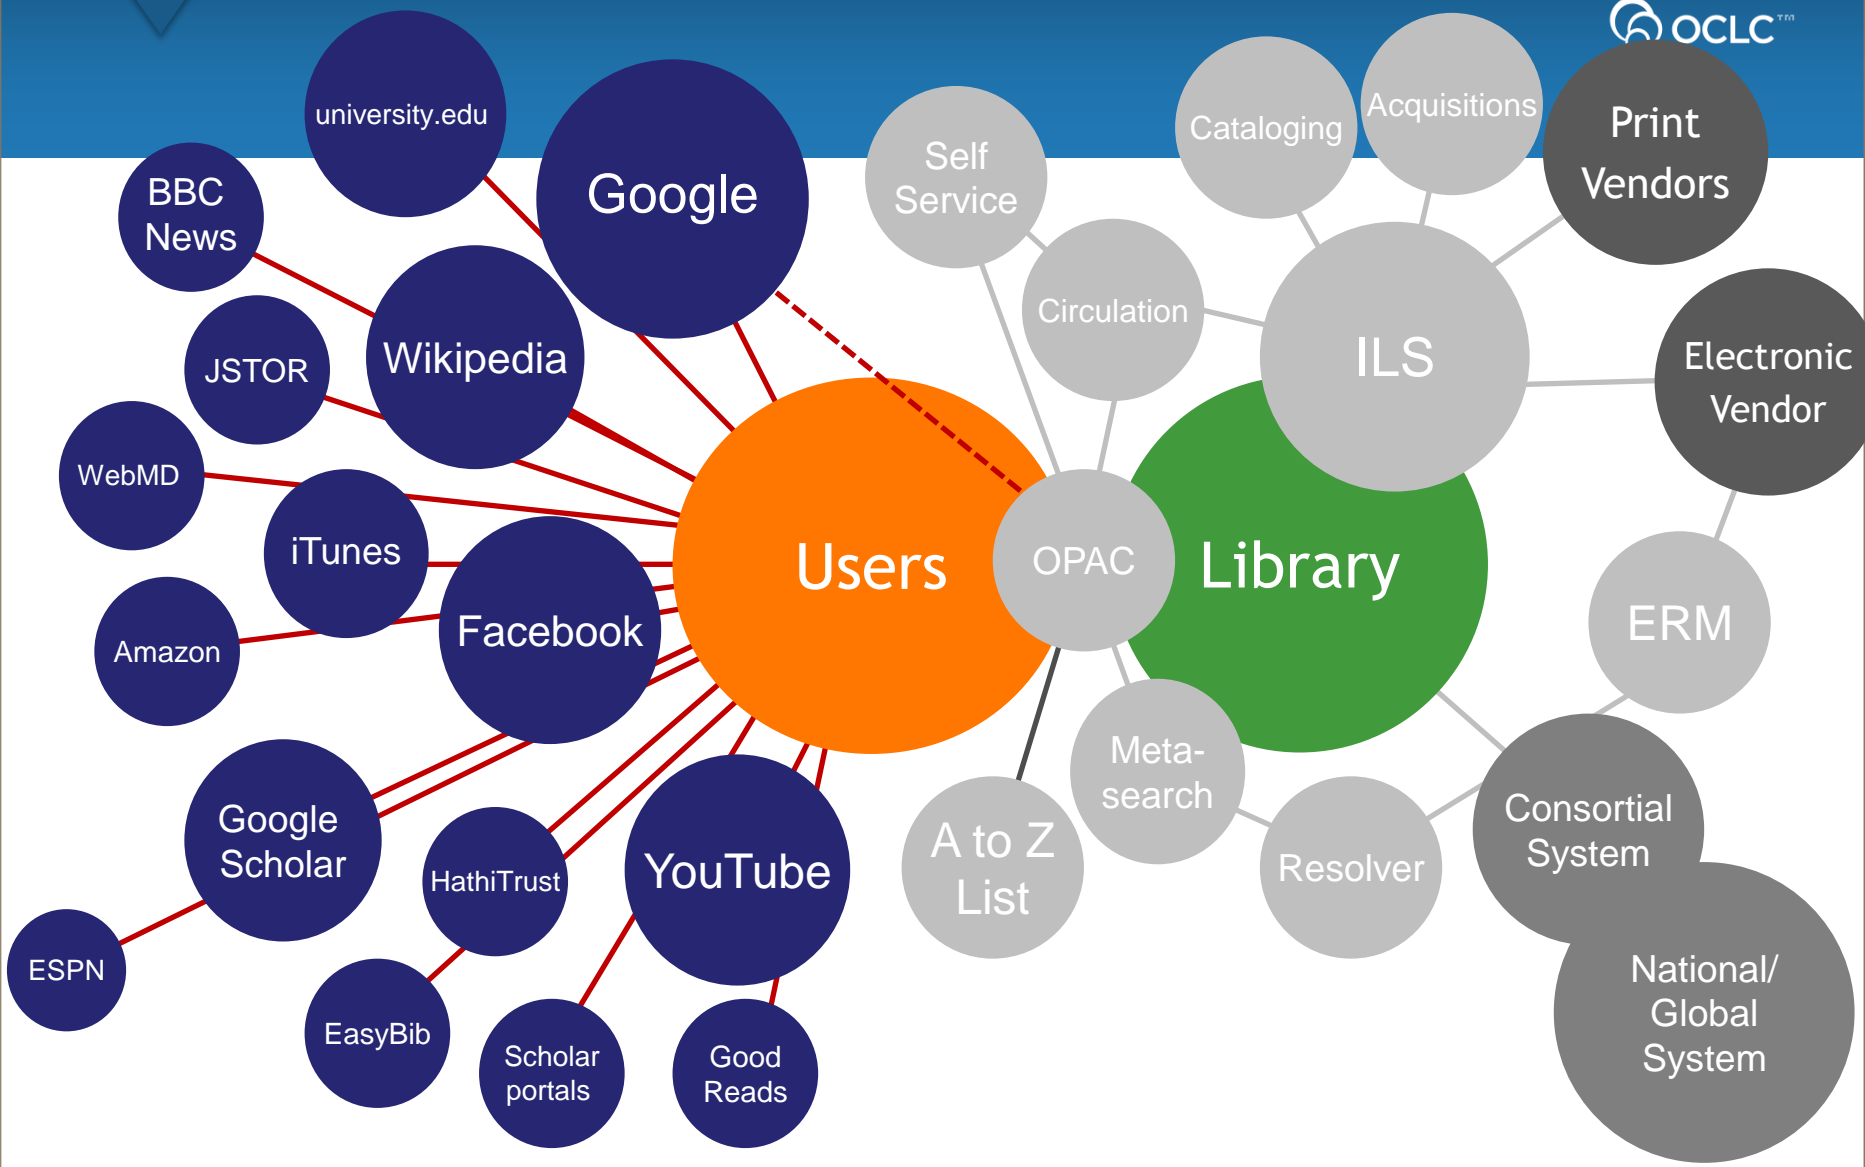 OCLC™
university.edu
Google
Self
Service
Cataloging
Acquisitions
Print
Vendors
BBC
News
Circulation
Wikipedia
JSTOR
ILS
Electronic
Vendor
WebMD
iTunes
Users
OPAC
Library
Facebook
ERM
Amazon
Meta-
search
Google
Scholar
HathiTrust
YouTube
A to Z
List
Resolver
Consortial
System
ESPN
EasyBib
Scholar
portals
Good
Reads
National/
Global
System